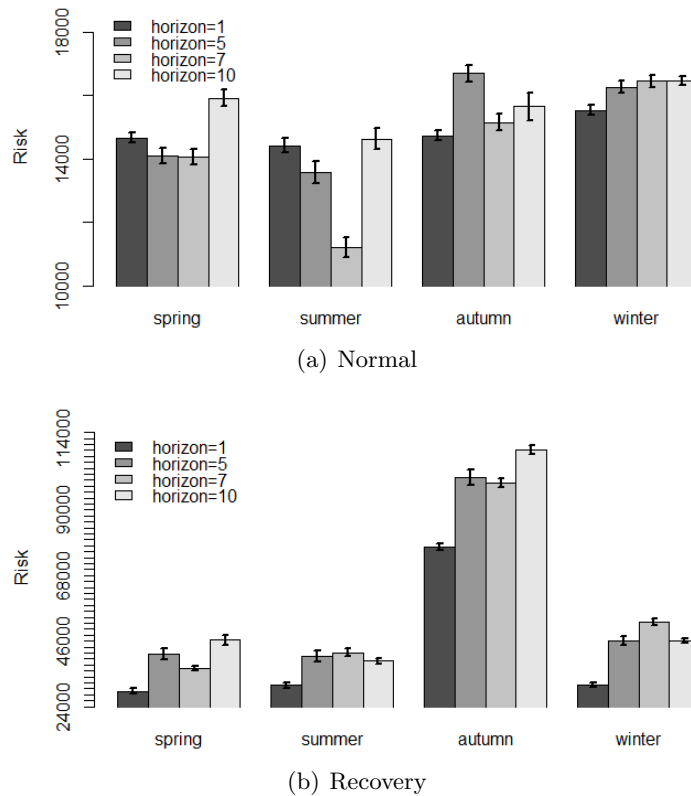 18000
14000
10000
Risk
horizon=1
horizon=5
horizon=7
horizon=10
spring summer autumn winter
(a) Normal
114000
90000
68000
46000
24000
Risk
horizon=1
horizon=5
horizon=7
horizon=10
spring summer autumn winter
(b) Recovery